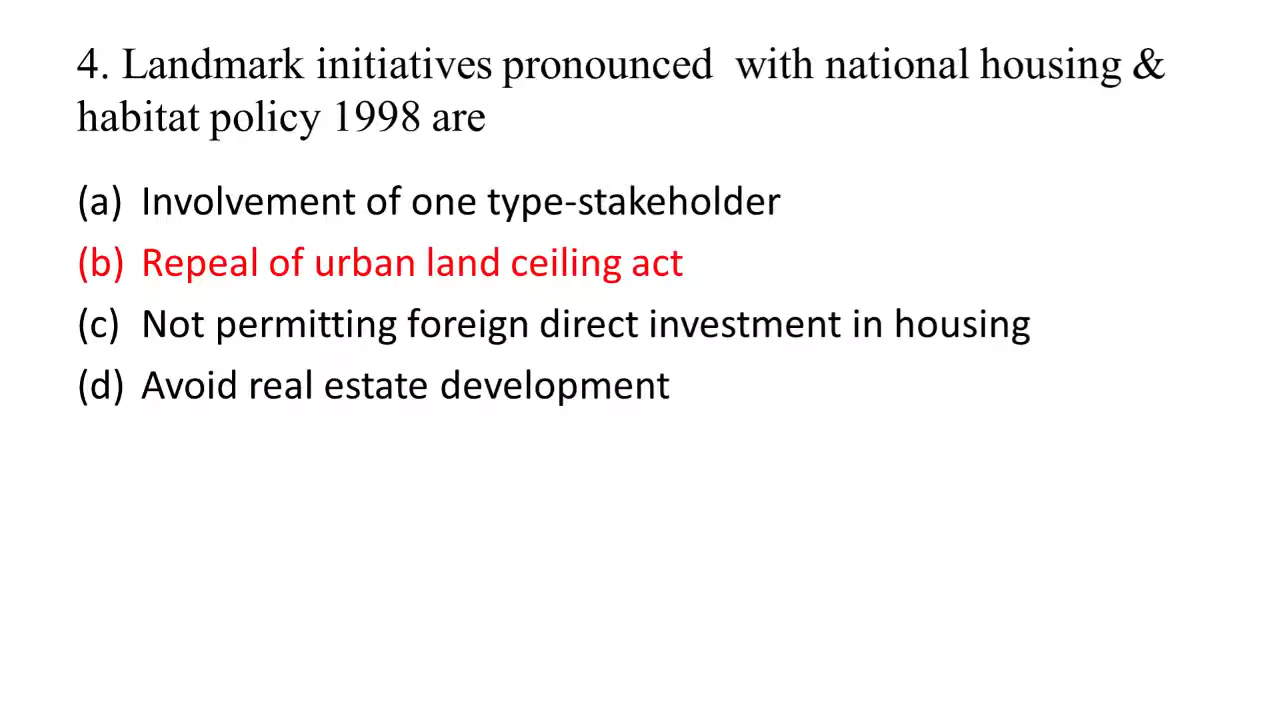 4. Landmark initiatives pronounced  with national housing &
habitat policy 1998 are
(a) Involvement of one type-stakeholder
(b) Repeal of urban land ceiling act
(c) Not permitting foreign direct investment in housing
(d) Avoid real estate development